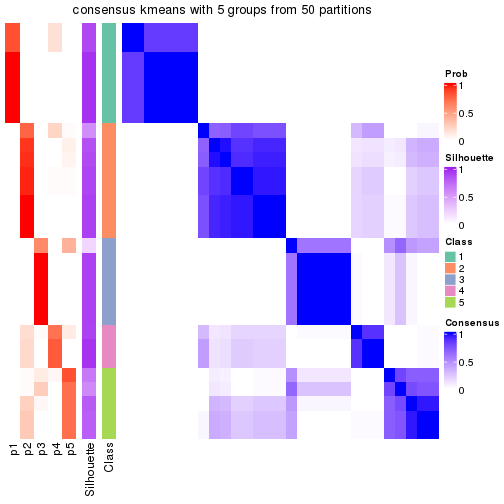 consensus kmeans with 5 groups from 50 partitions
Prob
1
0.5
0
Silhouette
1
0.5
0
Class
1
2
3
4
5
Consensus
1
0.5
0
p1
p2
p3
p4
p5
Silhouette
Class